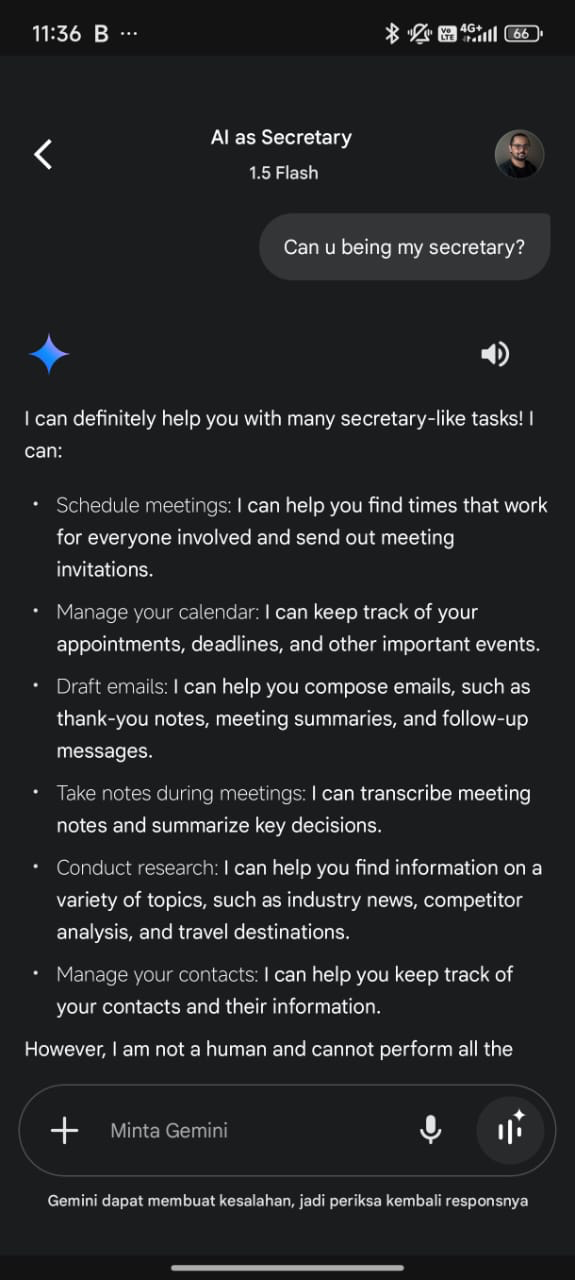 11:36 B ...
Vo LTE 4G+ 66
AI as Secretary
1.5 Flash
Can u being my secretary?
I can definitely help you with many secretary-like tasks! I
can:
• Schedule meetings: I can help you find times that work
for everyone involved and send out meeting
invitations.
• Manage your calendar: I can keep track of your
appointments, deadlines, and other important events.
• Draft emails: I can help you compose emails, such as
thank-you notes, meeting summaries, and follow-up
messages.
• Take notes during meetings: I can transcribe meeting
notes and summarize key decisions.
• Conduct research: I can help you find information on a
variety of topics, such as industry news, competitor
analysis, and travel destinations.
• Manage your contacts: I can help you keep track of
your contacts and their information.
However, I am not a human and cannot perform all the
Minta Gemini
Gemini dapat membuat kesalahan, jadi periksa kembali responsnya